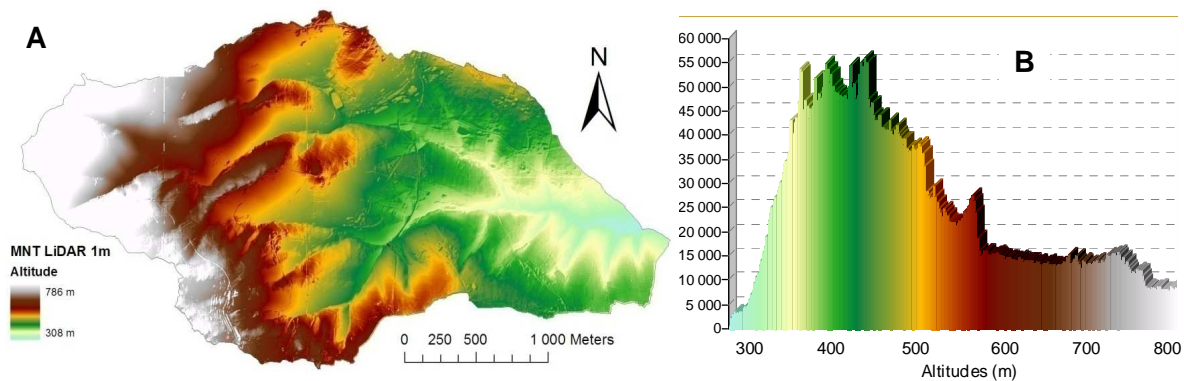 A
N
MNT LiDAR 1m
Altitude
786 m
308 m
0 250 500 1 000 Meters
B
60 000
55 000
50 000
45 000
40 000
35 000
30 000
25 000
20 000
15 000
10 000
5 000
0
300 400 500 600 700 800
Altitudes (m)